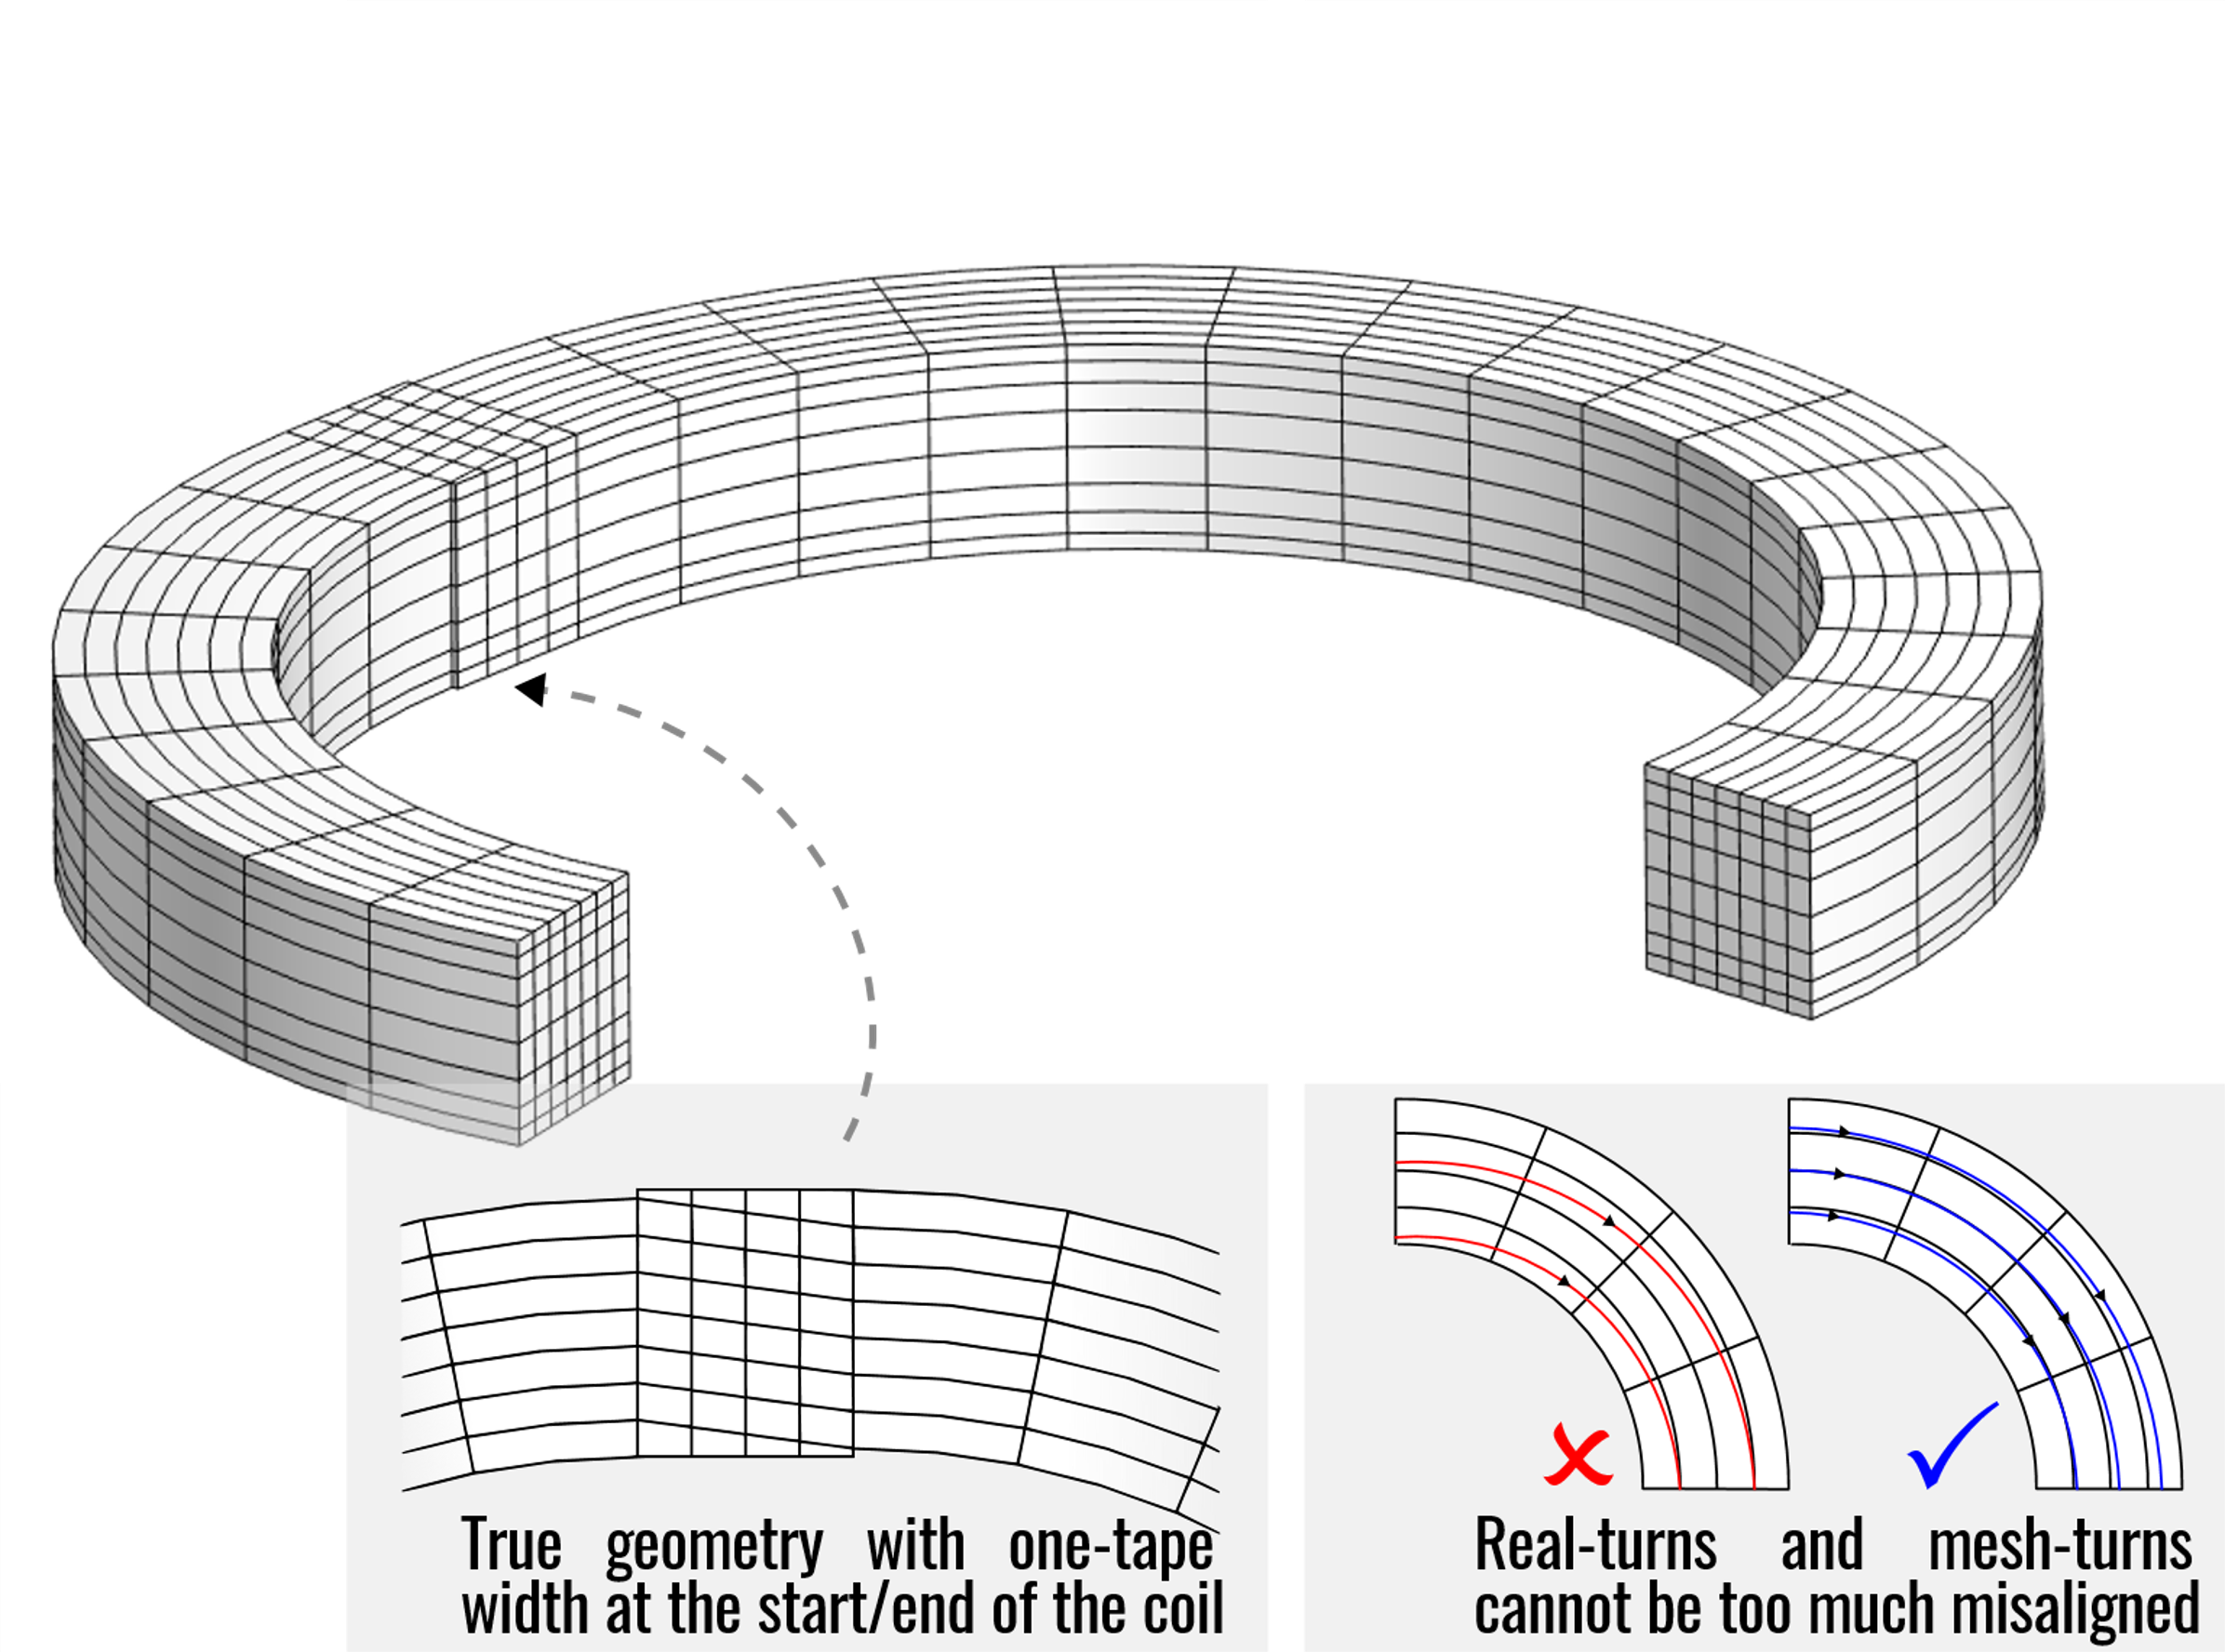 True geometry with one-tape
width at the start/end of the coil
Real-turns and mesh-turns
cannot be too much misaligned